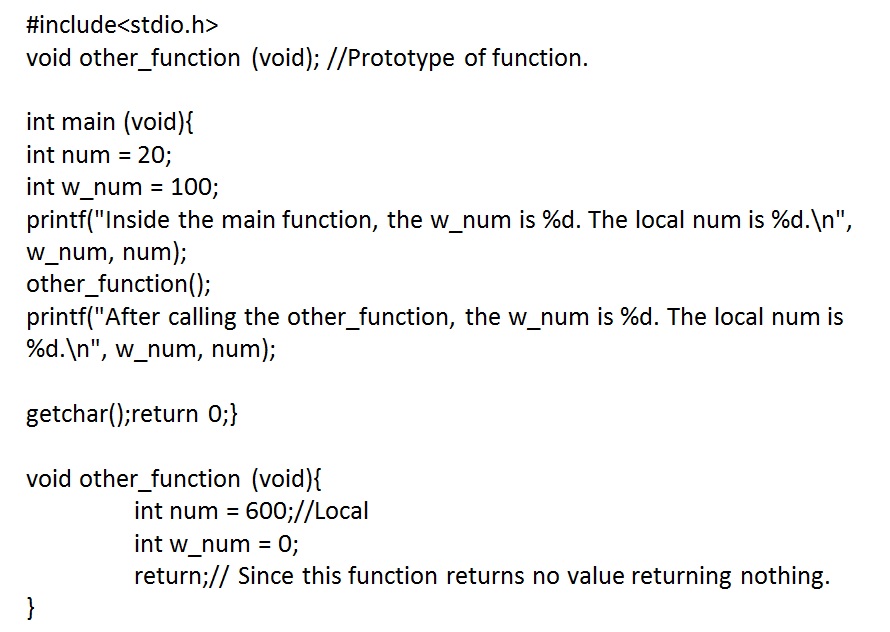 #include<stdio.h>
void other_function (void); //Prototype of function.
int main (void){
int num = 20;
int w_num = 100;
printf("Inside the main function, the w_num is %d. The local num is %d.\n",
w_num, num);
other_function();
printf("After calling the other_function, the w_num is %d. The local num is
%d.\n", w_num, num);
getchar();return 0;}
void other_function (void){
int num = 600;//Local
int w_num = 0;
return;// Since this function returns no value returning nothing.
}